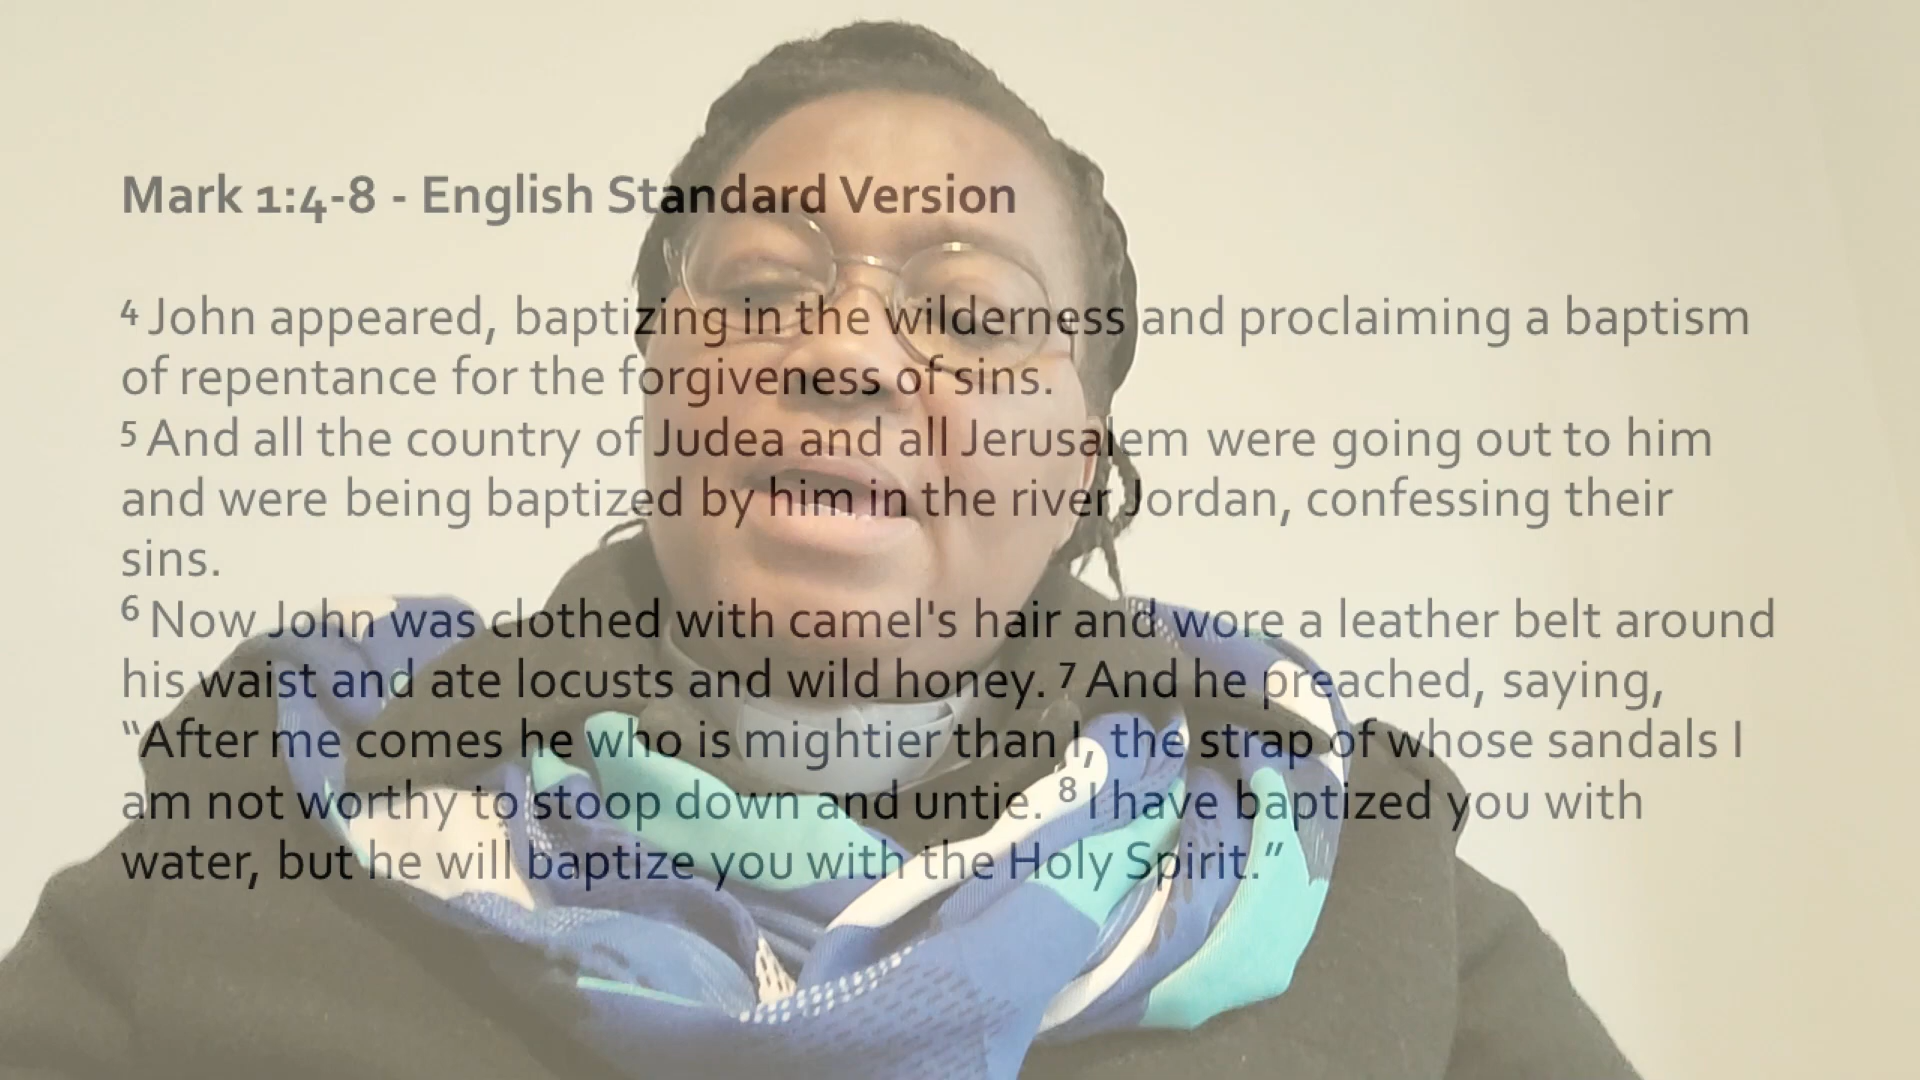 Mark 1:4-8 - English Standard Version
4 John appeared, baptizing in the wilderness and proclaiming a baptism
of repentance for the forgiveness of sins.
5 And all the country of Judea and all Jerusalem were going out to him
and were being baptized by him in the river Jordan, confessing their
sins.
6 Now John was clothed with camel's hair and wore a leather belt around
his waist and ate locusts and wild honey. 7 And he preached, saying,
“After me comes he who is mightier than I, the strap of whose sandals I
am not worthy to stoop down and untie. 8 I have baptized you with
water, but he will baptize you with the Holy Spirit.”